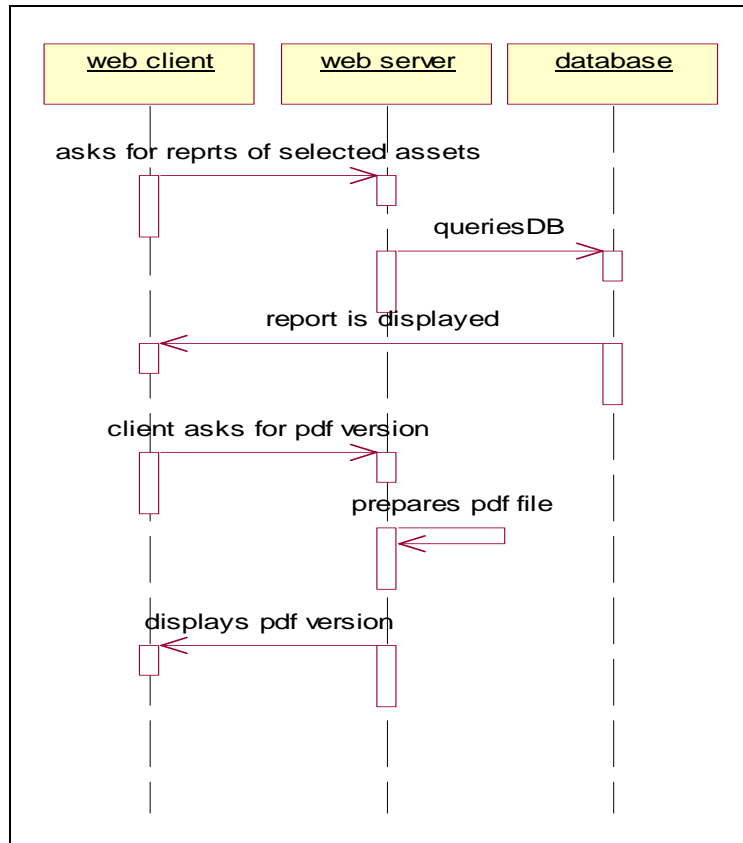 web client
web server
database
asks for reprts of selected assets
queriesDB
report is displayed
client asks for pdf version
prepares pdf file
displays pdf version